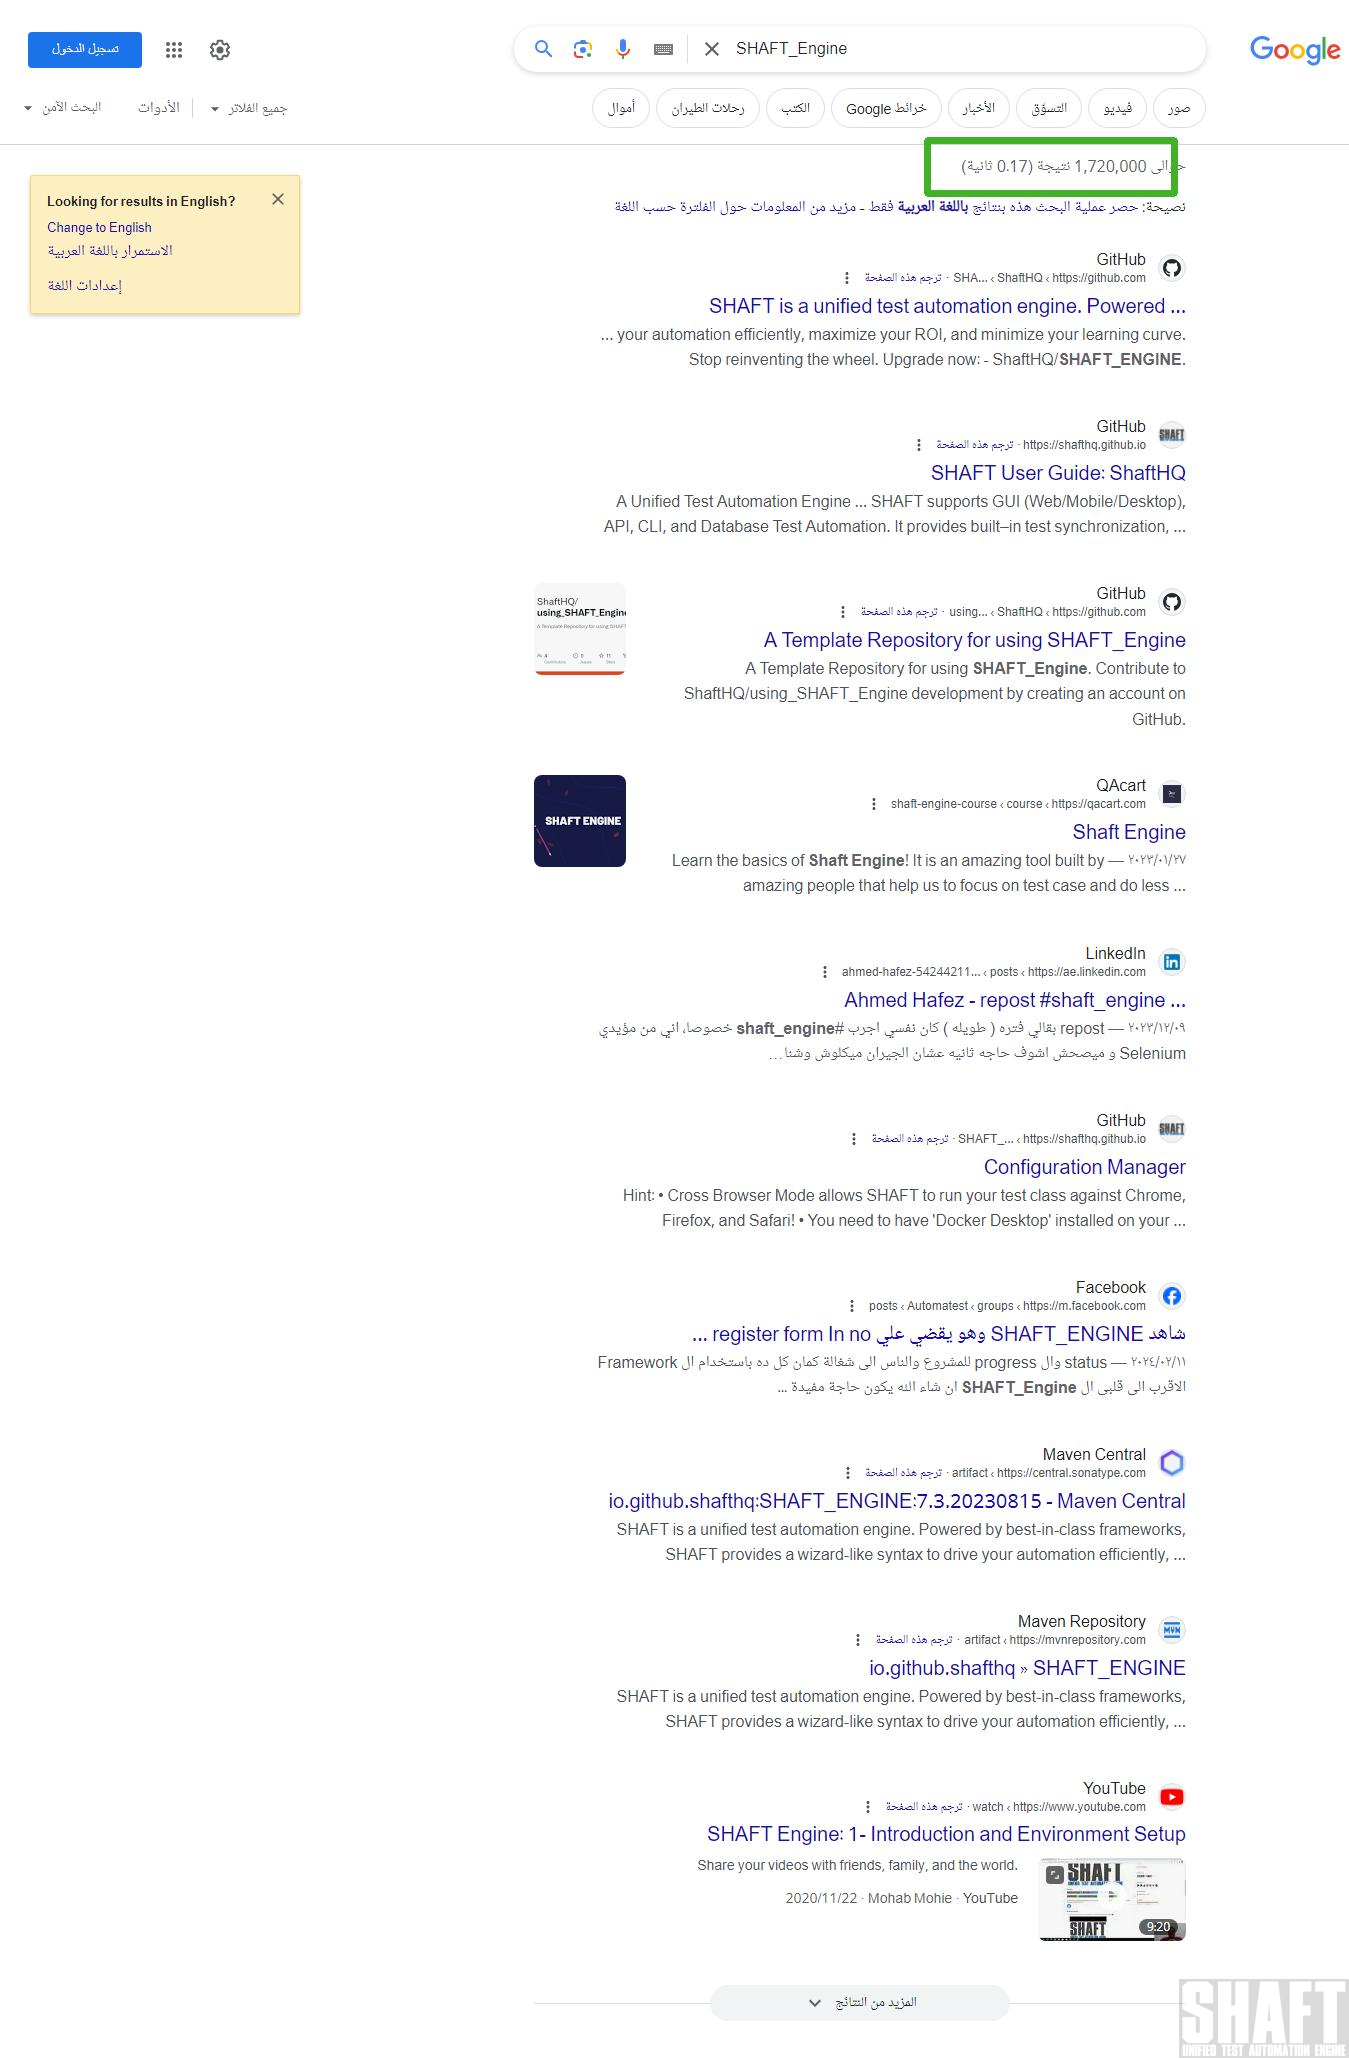 Google
SHAFT_Engine
تسجيل الدخول
صور
فيديو
التسوّق
الأخبار
خرائط Google
الكتب
رحلات الطيران
أموال
جميع الفلاتر
الأدوات
البحث الآمن
حوالى 1,720,000 نتيجة (0.17 ثانية)
نصيحة: حصر عملية البحث هذه بنتائج باللغة العربية فقط - مزيد من المعلومات حول الفلترة حسب اللغة
Looking for results in English?
Change to English
الاستمرار باللغة العربية
إعدادات اللغة
GitHub
https://github.com › ShaftHQ › SHA... · ترجم هذه الصفحة
SHAFT is a unified test automation engine. Powered ...
... your automation efficiently, maximize your ROI, and minimize your learning curve.
Stop reinventing the wheel. Upgrade now: - ShaftHQ/SHAFT_ENGINE.
GitHub
https://shafthq.github.io · ترجم هذه الصفحة
SHAFT User Guide: ShaftHQ
A Unified Test Automation Engine ... SHAFT supports GUI (Web/Mobile/Desktop),
API, CLI, and Database Test Automation. It provides built–in test synchronization, ...
GitHub
https://github.com › ShaftHQ › using... · ترجم هذه الصفحة
A Template Repository for using SHAFT_Engine
A Template Repository for using SHAFT_Engine. Contribute to
ShaftHQ/using_SHAFT_Engine development by creating an account on
GitHub.
ShaftHQ/
using_SHAFT_Engin
A Template Repository for using SHAFT
QAcart
https://qacart.com › course › shaft-engine-course
Shaft Engine
٢٠٢٣/٠١/٢٧ — Learn the basics of Shaft Engine! It is an amazing tool built by
amazing people that help us to focus on test case and do less ...
SHAFT ENGINE
LinkedIn
https://ae.linkedin.com › posts › ahmed-hafez-54244211...
Ahmed Hafez - repost #shaft_engine ...
٢٠٢٣/١٢/٠٩ — repost بقالي فتره ( طويله ) كان نفسي اجرب #shaft_engine خصوصا، اني من مؤيدي
Selenium و ميصحش اشوف حاجه ثانيه عشان الجيران ميكلوش وشنا...
GitHub
https://shafthq.github.io › SHAFT_... · ترجم هذه الصفحة
Configuration Manager
Hint: • Cross Browser Mode allows SHAFT to run your test class against Chrome,
Firefox, and Safari! • You need to have 'Docker Desktop' installed on your ...
Facebook
https://m.facebook.com › groups › Automatest › posts
شاهد SHAFT_ENGINE وهو يقضي علي register form In no ...
٢٠٢٤/٠٢/١١ — status وال progress للمشروع والناس الى شغالة كمان كل ده باستخدام ال Framework
الاقرب الى قلبى ال SHAFT_Engine ان شاء الله يكون حاجة مفيدة ...
Maven Central
https://central.sonatype.com › artifact · ترجم هذه الصفحة
io.github.shafthq:SHAFT_ENGINE:7.3.20230815 - Maven Central
SHAFT is a unified test automation engine. Powered by best-in-class frameworks,
SHAFT provides a wizard-like syntax to drive your automation efficiently, ...
Maven Repository
https://mvnrepository.com › artifact · ترجم هذه الصفحة
io.github.shafthq » SHAFT_ENGINE
SHAFT is a unified test automation engine. Powered by best-in-class frameworks,
SHAFT provides a wizard-like syntax to drive your automation efficiently, ...
YouTube
https://www.youtube.com › watch · ترجم هذه الصفحة
SHAFT Engine: 1- Introduction and Environment Setup
Share your videos with friends, family, and the world.
YouTube · Mohab Mohie · 2020/11/22
SHAFT
9:20
المزيد من النتائج
SHAFT
UNIFIED TEST AUTOMATION ENGINE